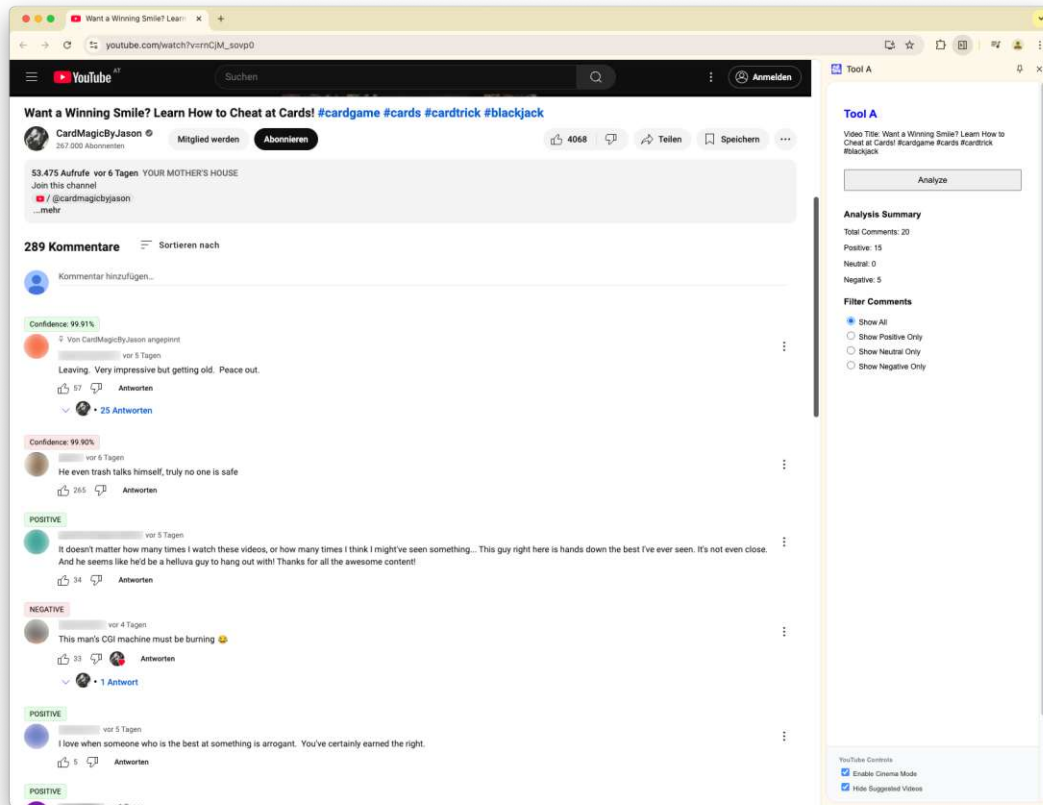 Want a Winning Smile? Learn
youtube.com/watch?v=rnCjM_sovp0
YouTube AT
Suchen
Anmelden
Want a Winning Smile? Learn How to Cheat at Cards! #cardgame #cards #cardtrick #blackjack
CardMagicByJason
267.000 Abonnenten
Mitglied werden
Abonnieren
4068
Teilen
Speichern
53.475 Aufrufe vor 6 Tagen YOUR MOTHER'S HOUSE
Join this channel
/ @cardmagicbyjason
...mehr
289 Kommentare
Sortieren nach
Kommentar hinzufügen...
Confidence: 99.91%
Von CardMagicByJason angepinnt
vor 5 Tagen
Leaving. Very impressive but getting old. Peace out.
57 Antworten
25 Antworten
Confidence: 99.90%
vor 6 Tagen
He even trash talks himself, truly no one is safe
265 Antworten
POSITIVE
vor 5 Tagen
It doesn't matter how many times I watch these videos, or how many times I think I might've seen something... This guy right here is hands down the best I've ever seen. It's not even close.
And he seems like he'd be a helluva guy to hang out with! Thanks for all the awesome content!
34 Antworten
NEGATIVE
vor 4 Tagen
This man's CGI machine must be burning 😂
33 Antworten
1 Antwort
POSITIVE
vor 5 Tagen
I love when someone who is the best at something is arrogant. You've certainly earned the right.
5 Antworten
POSITIVE
Tool A
Tool A
Video Title: Want a Winning Smile? Learn How to
Cheat at Cards! #cardgame #cards #cardtrick
#blackjack
Analyze
Analysis Summary
Total Comments: 20
Positive: 15
Neutral: 0
Negative: 5
Filter Comments
Show All
Show Positive Only
Show Neutral Only
Show Negative Only
YouTube Controls
Enable Cinema Mode
Hide Suggested Videos